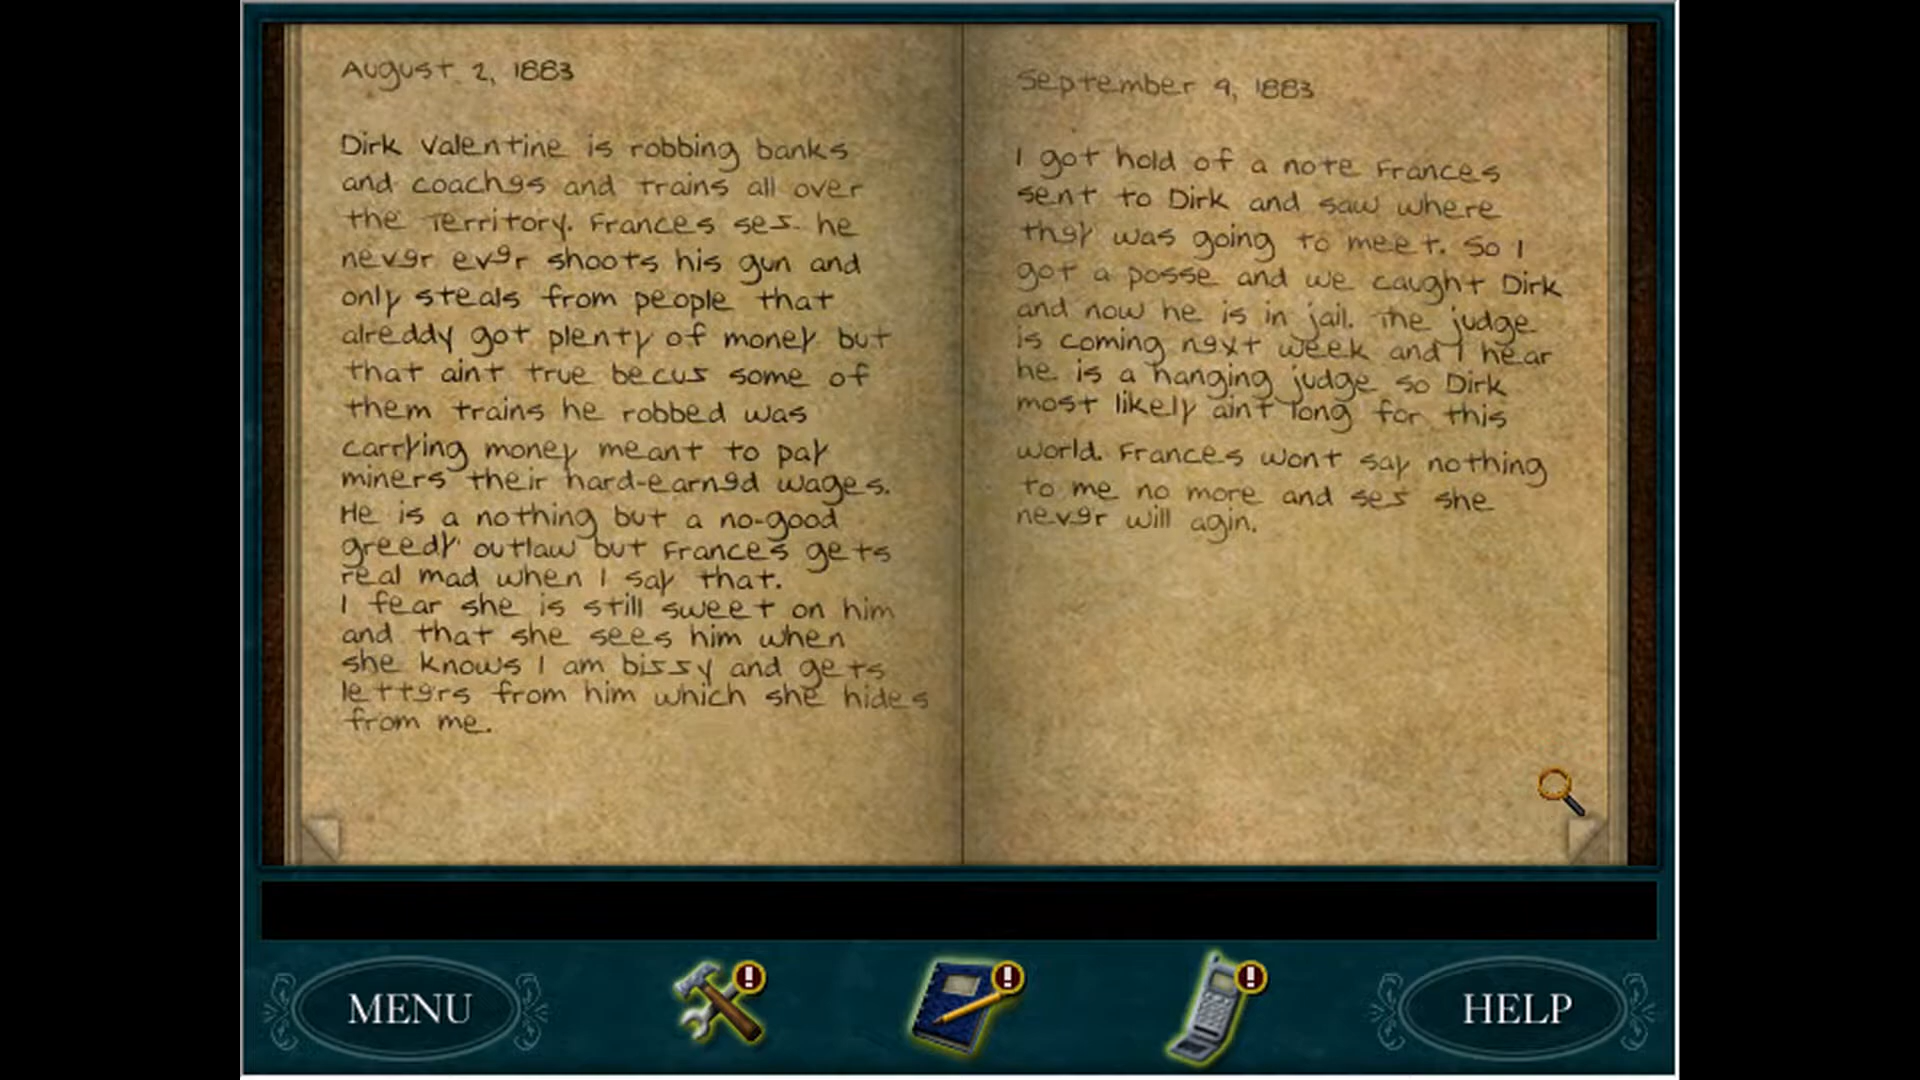 August 2, 1883
Dirk Valentine is robbing banks
and coaches and trains all over
the Territory. Frances ses he
never ever shoots his gun and
only steals from people that
alreddy got plenty of money but
that aint true becus some of
them trains he robbed was
carrying money meant to pay
miners their hard-earned wages.
He is a nothing but a no-good
greedy outlaw but Frances gets
real mad when I say that.
I fear she is still sweet on him
and that she sees him when
she knows I am bissy and gets
letters from him which she hides
from me.
September 9, 1883
I got hold of a note Frances
sent to Dirk and saw where
they was going to meet. So I
got a posse and we caught Dirk
and now he is in jail. The judge
is coming next week and I hear
he is a hanging judge so Dirk
most likely aint long for this
world. Frances wont say nothing
to me no more and ses she
never will agin.
MENU
HELP